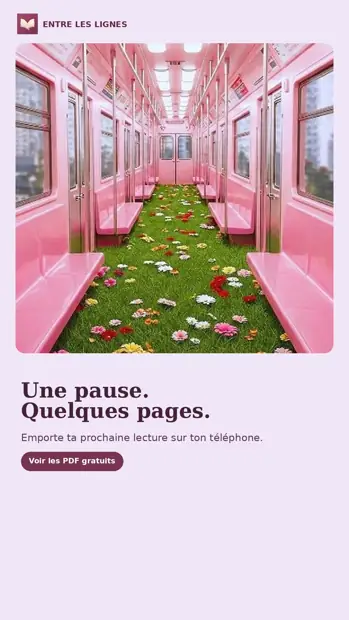 ENTRE LES LIGNES
Une pause.
Quelques pages.
Emporte ta prochaine lecture sur ton téléphone.
Voir les PDF gratuits